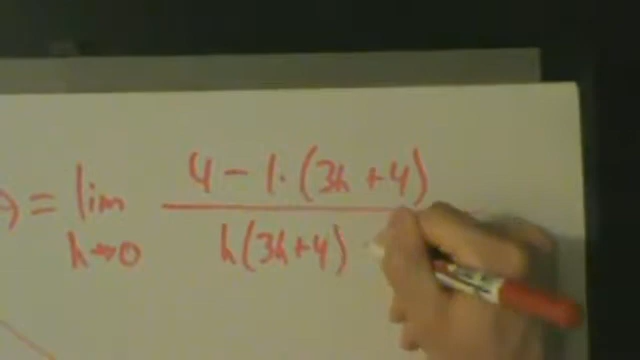 ) = lim 4 - 1 · (3h + 4)
h→0 h(3h+4)